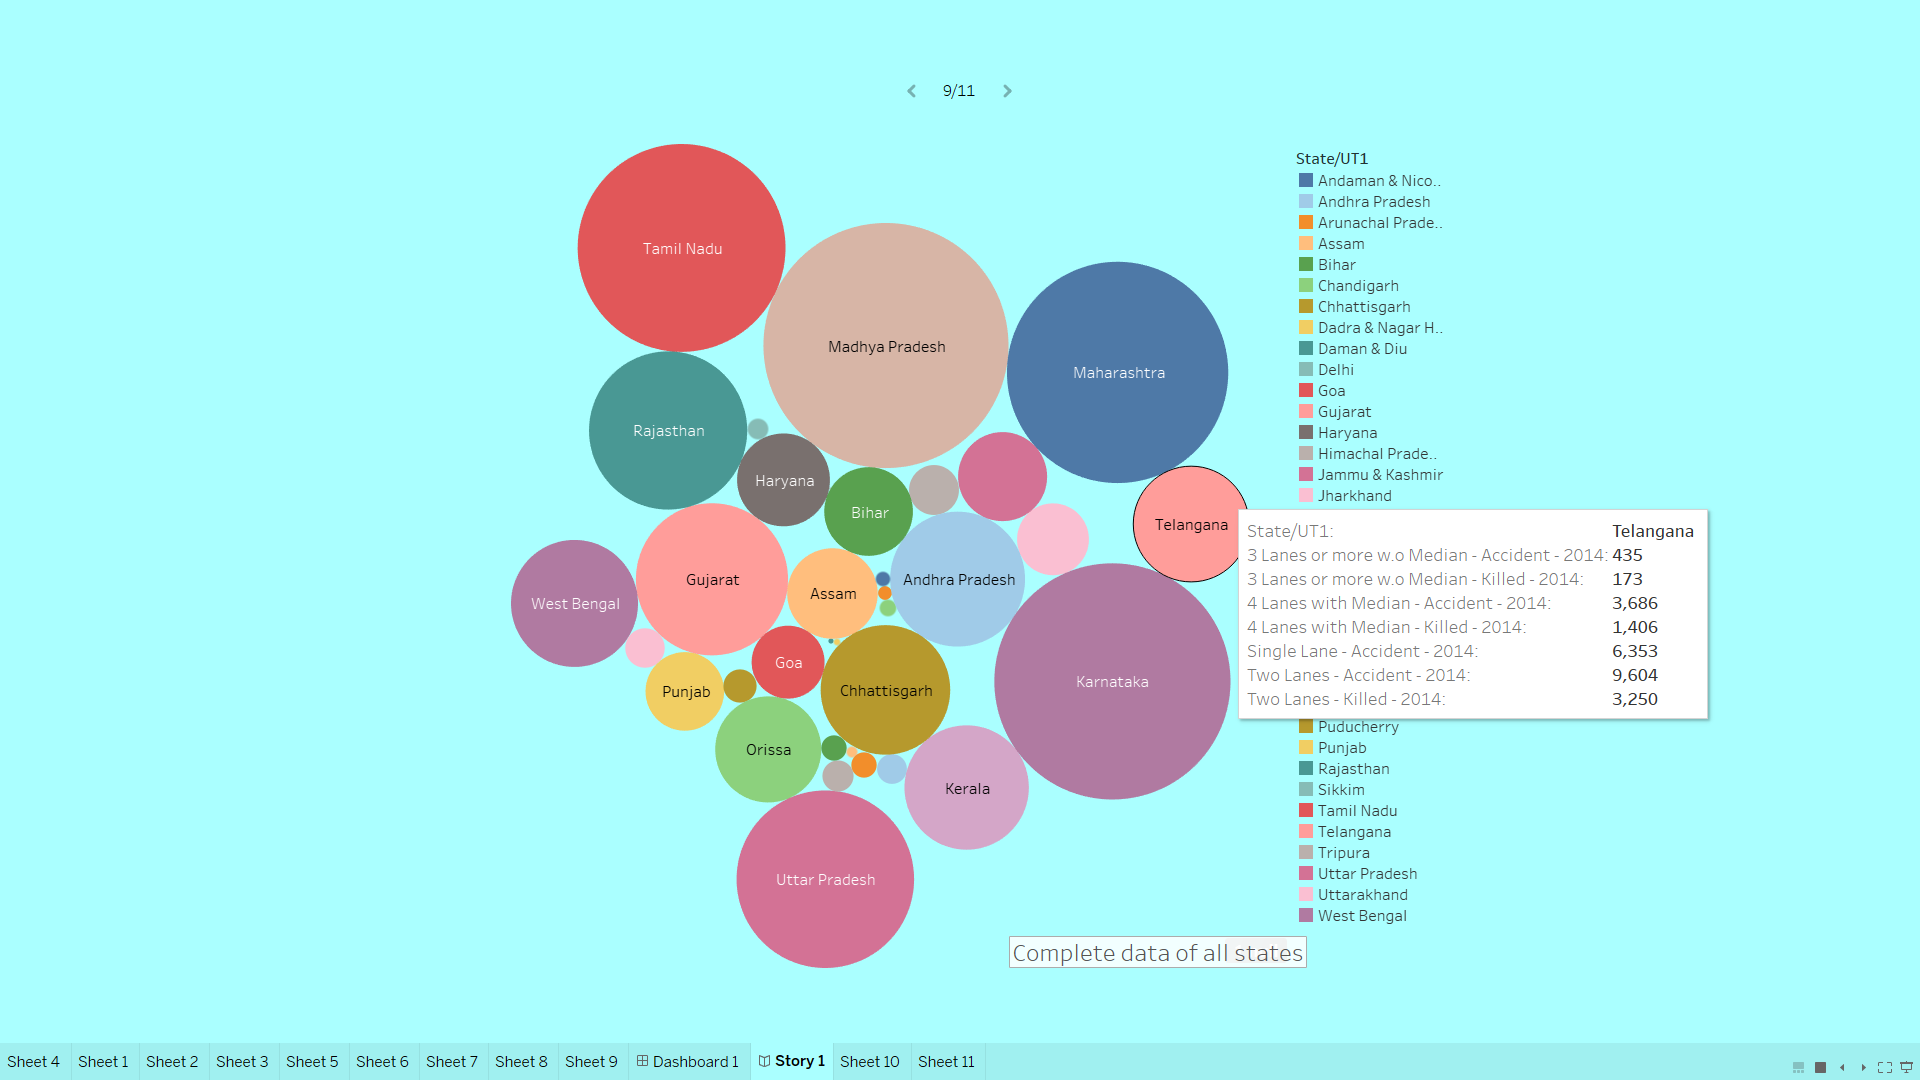 9/11
Tamil Nadu
Madhya Pradesh
Maharashtra
Rajasthan
Haryana
Bihar
Telangana
Gujarat
Assam
Andhra Pradesh
West Bengal
Goa
Punjab
Chhattisgarh
Karnataka
Orissa
Kerala
Uttar Pradesh
State/UT1
Andaman & Nico..
Andhra Pradesh
Arunachal Prade..
Assam
Bihar
Chandigarh
Chhattisgarh
Dadra & Nagar H..
Daman & Diu
Delhi
Goa
Gujarat
Haryana
Himachal Prade..
Jammu & Kashmir
Jharkhand
State/UT1: Telangana
3 Lanes or more w.o Median - Accident - 2014: 435
3 Lanes or more w.o Median - Killed - 2014: 173
4 Lanes with Median - Accident - 2014: 3,686
4 Lanes with Median - Killed - 2014: 1,406
Single Lane - Accident - 2014: 6,353
Two Lanes - Accident - 2014: 9,604
Two Lanes - Killed - 2014: 3,250
Puducherry
Punjab
Rajasthan
Sikkim
Tamil Nadu
Telangana
Tripura
Uttar Pradesh
Uttarakhand
West Bengal
Complete data of all states
Sheet 4 Sheet 1 Sheet 2 Sheet 3 Sheet 5 Sheet 6 Sheet 7 Sheet 8 Sheet 9 Dashboard 1 Story 1 Sheet 10 Sheet 11